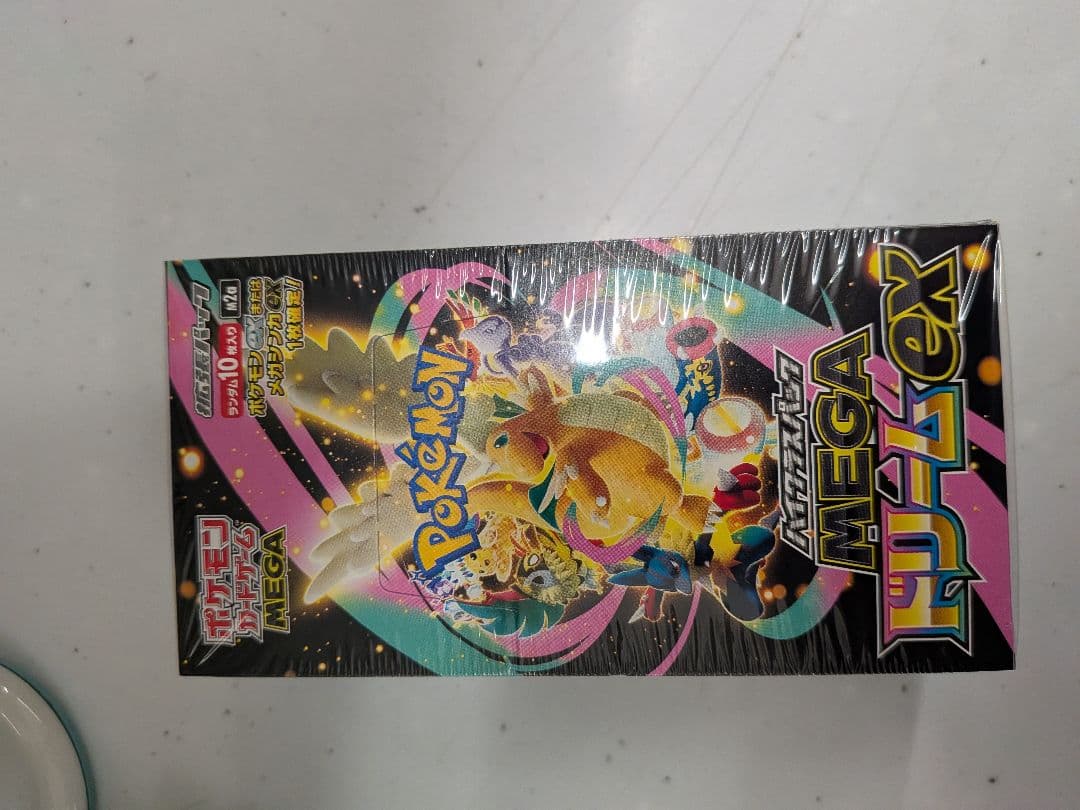 ポケモン
カードゲーム
MEGA
拡張パック
ランダム10枚入り
M2a
ポケモンexまたは
メガシンカex
1枚確定!
POKéMON
ハイクラスパック
MEGA
ドリームex